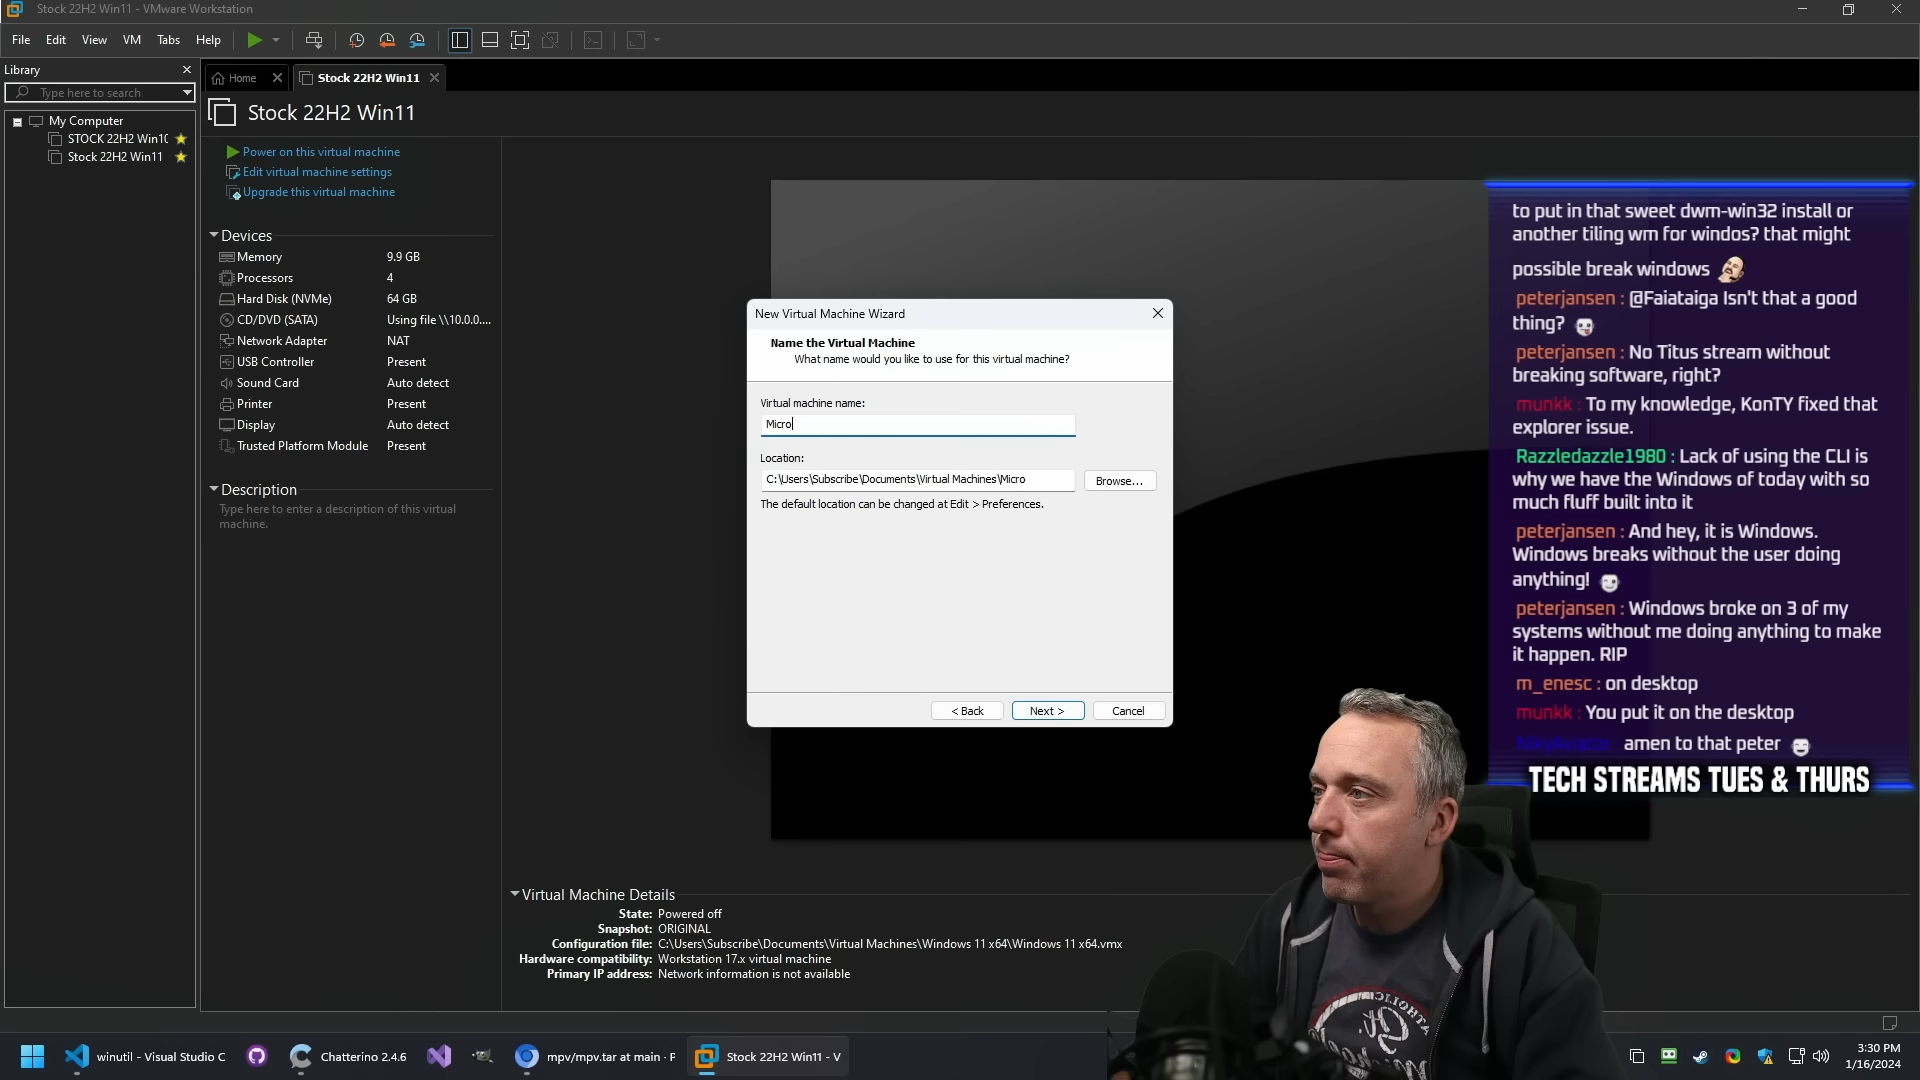 Stock 22H2 Win11 - VMware Workstation
File Edit View VM Tabs Help
Library
Type here to search
My Computer
STOCK 22H2 Win10
Stock 22H2 Win11
Home
Stock 22H2 Win11
Stock 22H2 Win11
Power on this virtual machine
Edit virtual machine settings
Upgrade this virtual machine
Devices
Memory 9.9 GB
Processors 4
Hard Disk (NVMe) 64 GB
CD/DVD (SATA) Using file \\10.0.0....
Network Adapter NAT
USB Controller Present
Sound Card Auto detect
Printer Present
Display Auto detect
Trusted Platform Module Present
Description
Type here to enter a description of this virtual
machine.
New Virtual Machine Wizard
Name the Virtual Machine
What name would you like to use for this virtual machine?
Virtual machine name:
Micro
Location:
C:\Users\Subscribe\Documents\Virtual Machines\Micro
Browse...
The default location can be changed at Edit > Preferences.
< Back Next > Cancel
Virtual Machine Details
State: Powered off
Snapshot: ORIGINAL
Configuration file: C:\Users\Subscribe\Documents\Virtual Machines\Windows 11 x64\Windows 11 x64.vmx
Hardware compatibility: Workstation 17.x virtual machine
Primary IP address: Network information is not available
to put in that sweet dwm-win32 install or
another tiling wm for windos? that might
possible break windows
peterjansen : @Faiataiga Isn't that a good
thing?
peterjansen : No Titus stream without
breaking software, right?
munkk : To my knowledge, KonTY fixed that
explorer issue.
Razzledazzle1980 : Lack of using the CLI is
why we have the Windows of today with so
much fluff built into it
peterjansen : And hey, it is Windows.
Windows breaks without the user doing
anything!
peterjansen : Windows broke on 3 of my
systems without me doing anything to make
it happen. RIP
m_enesc : on desktop
munkk : You put it on the desktop
amen to that peter
TECH STREAMS TUES & THURS
winutil - Visual Studio C
Chatterino 2.4.6
mpv/mpv.tar at main · P
Stock 22H2 Win11 - V
3:30 PM
1/16/2024